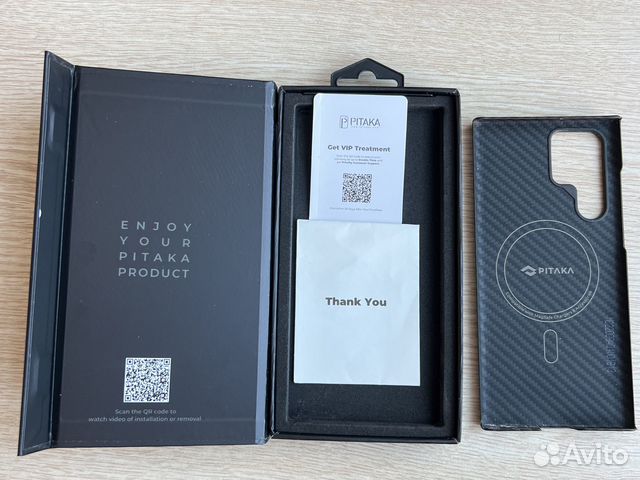 ENJOY
YOUR
PITAKA
PRODUCT
Scan the QR code to
watch video of installation or removal
PITAKA
Get VIP Treatment
Thank You
PITAKA
Avito